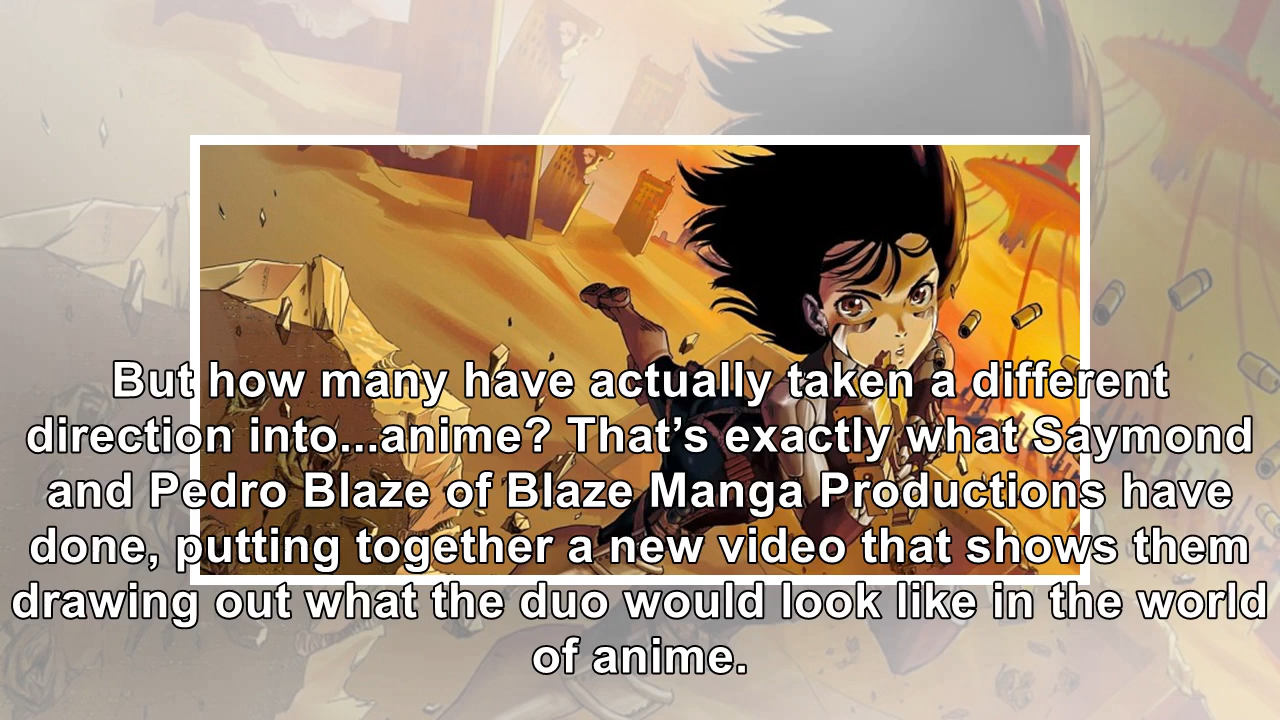 But how many have actually taken a different
direction into...anime? That’s exactly what Saymond
and Pedro Blaze of Blaze Manga Productions have
done, putting together a new video that shows them
drawing out what the duo would look like in the world
of anime.